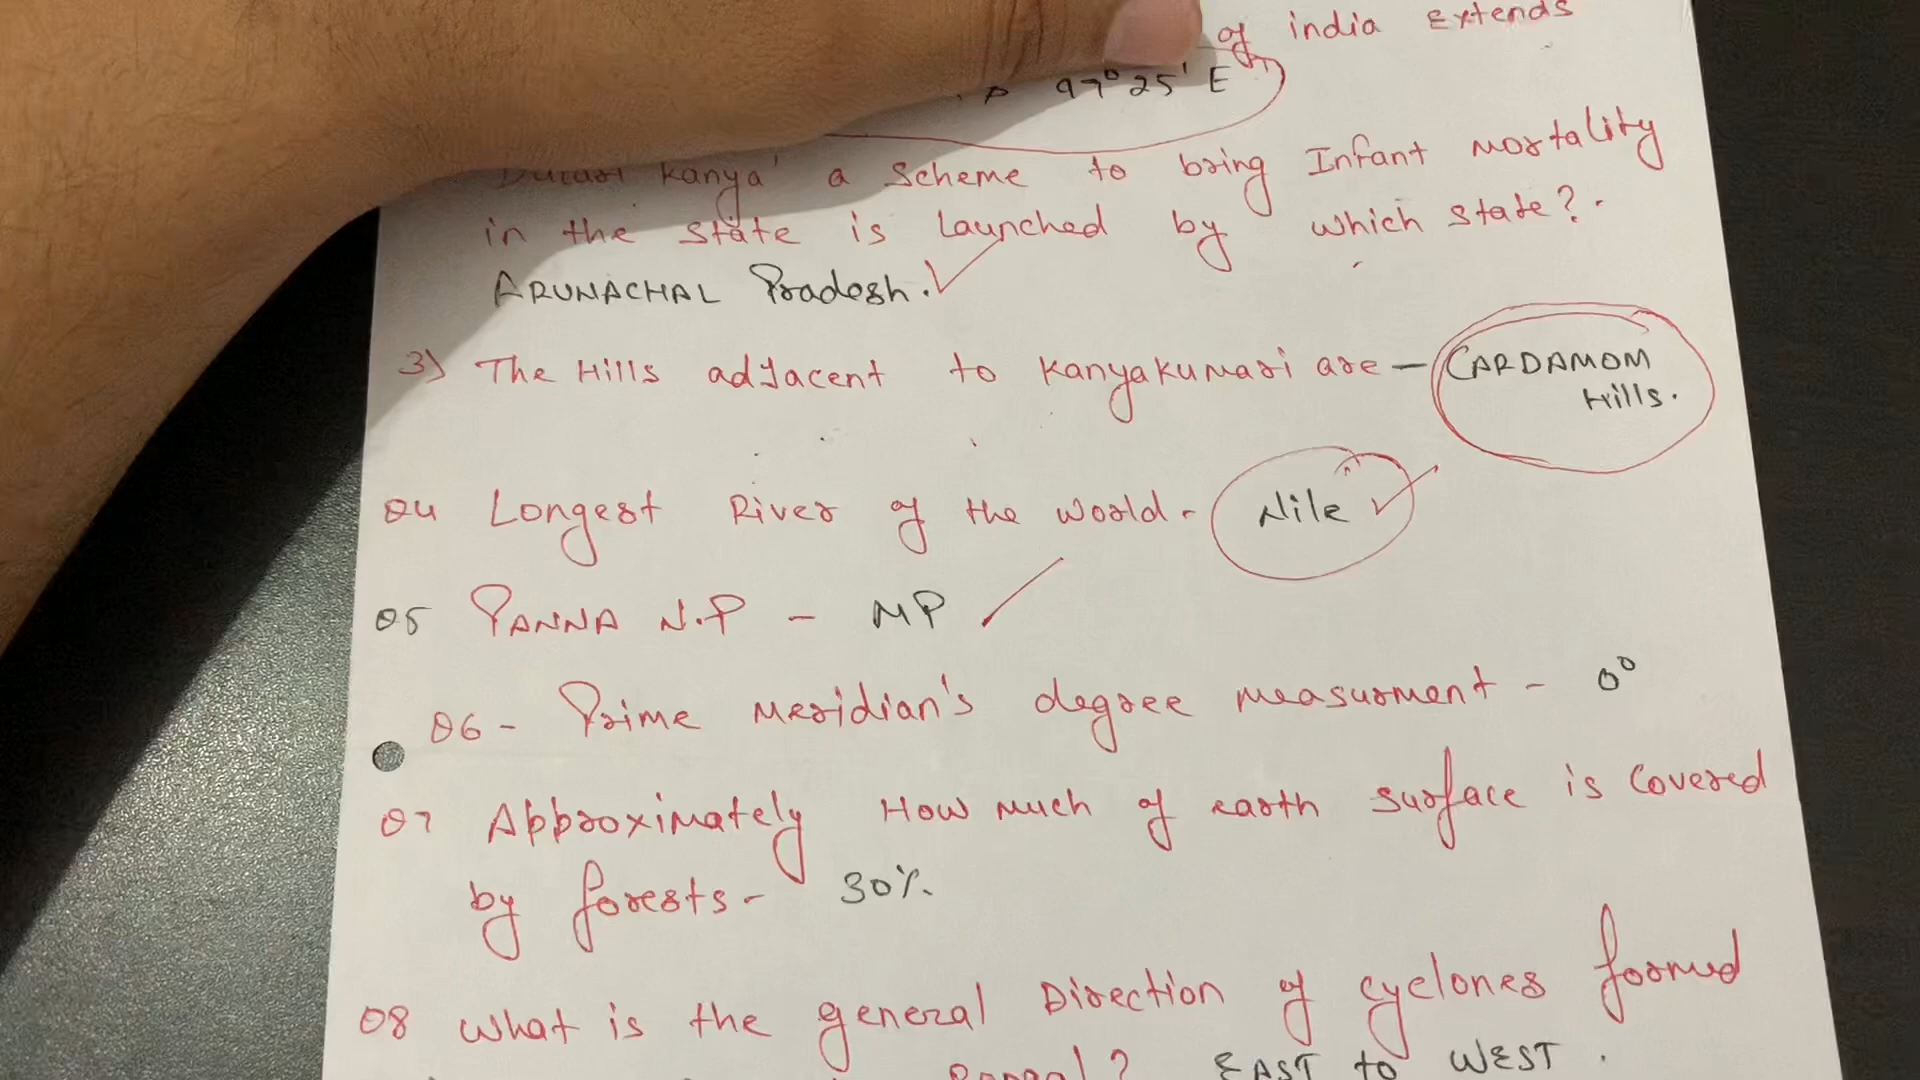 of india Extends
97°25' E
Dulari kanya' a scheme to bring Infant mortality
in the state is launched by which state?
ARUNACHAL Pradesh.
3) The Hills adjacent to Kanyakumari are - CARDAMOM
Hills.
04 Longest River of the world - Nile
05 PANNA N.P - MP
06 - Prime Meridian's degree measurment - 0°
07 Approximately How much of earth surface is covered
by forests - 30%.
08 What is the general Direction of cyclones formed
Bengal? EAST to WEST.